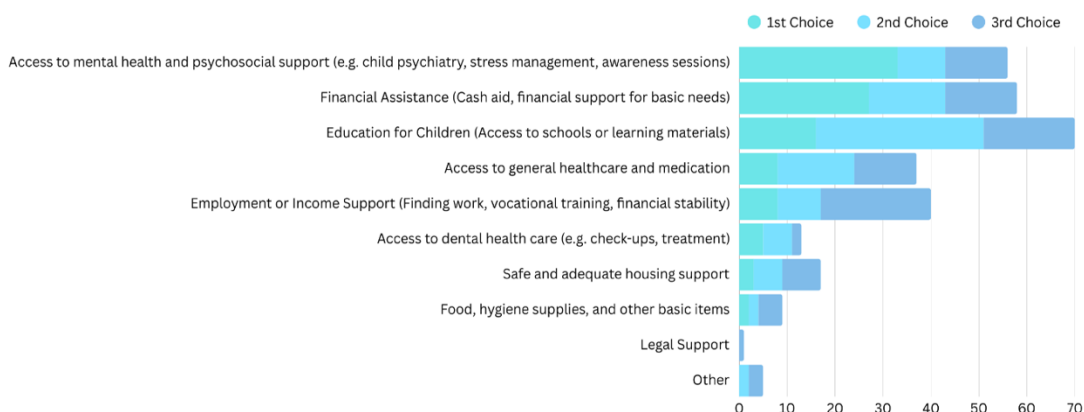 1st Choice 2nd Choice 3rd Choice
Access to mental health and psychosocial support (e.g. child psychiatry, stress management, awareness sessions)
Financial Assistance (Cash aid, financial support for basic needs)
Education for Children (Access to schools or learning materials)
Access to general healthcare and medication
Employment or Income Support (Finding work, vocational training, financial stability)
Access to dental health care (e.g. check-ups, treatment)
Safe and adequate housing support
Food, hygiene supplies, and other basic items
Legal Support
Other
0 10 20 30 40 50 60 70